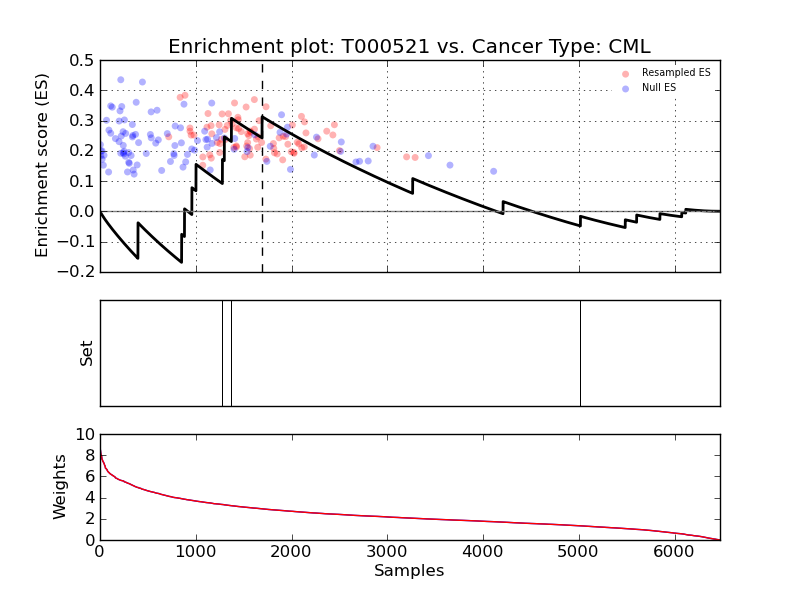 Enrichment plot: T000521 vs. Cancer Type: CML
Enrichment score (ES)
0.5
0.4
0.3
0.2
0.1
0.0
−0.1
−0.2
Resampled ES
Null ES
Set
Weights
10
8
6
4
2
0
0 1000 2000 3000 4000 5000 6000
Samples